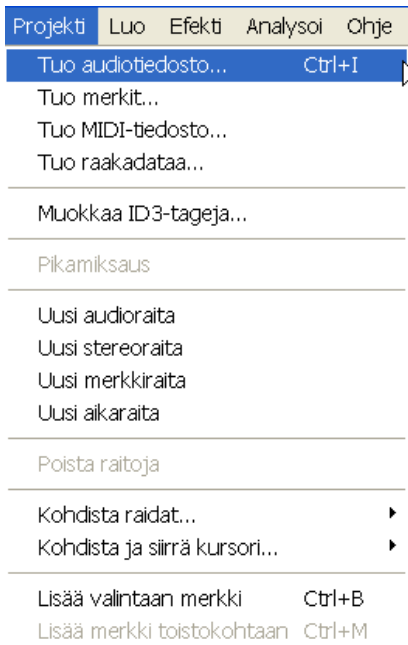 Projekti Luo Efekti Analysoi Ohje
Tuo audiotiedosto... Ctrl+I
Tuo merkit...
Tuo MIDI-tiedosto...
Tuo raakadataa...
Muokkaa ID3-tageja...
Pikamiksaus
Uusi audioraita
Uusi stereoraita
Uusi merkkiraita
Uusi aikaraita
Poista raitoja
Kohdista raidat...
Kohdista ja siirrä kursori...
Lisää valintaan merkki Ctrl+B
Lisää merkki toistokohtaan Ctrl+M